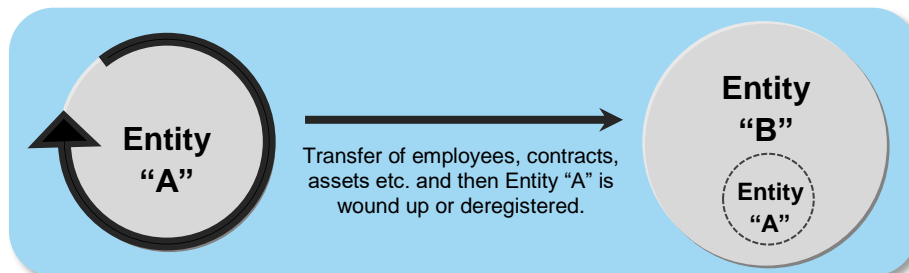 Entity
“A”
Transfer of employees, contracts,
assets etc. and then Entity “A” is
wound up or deregistered.
Entity
“B”
Entity
“A”